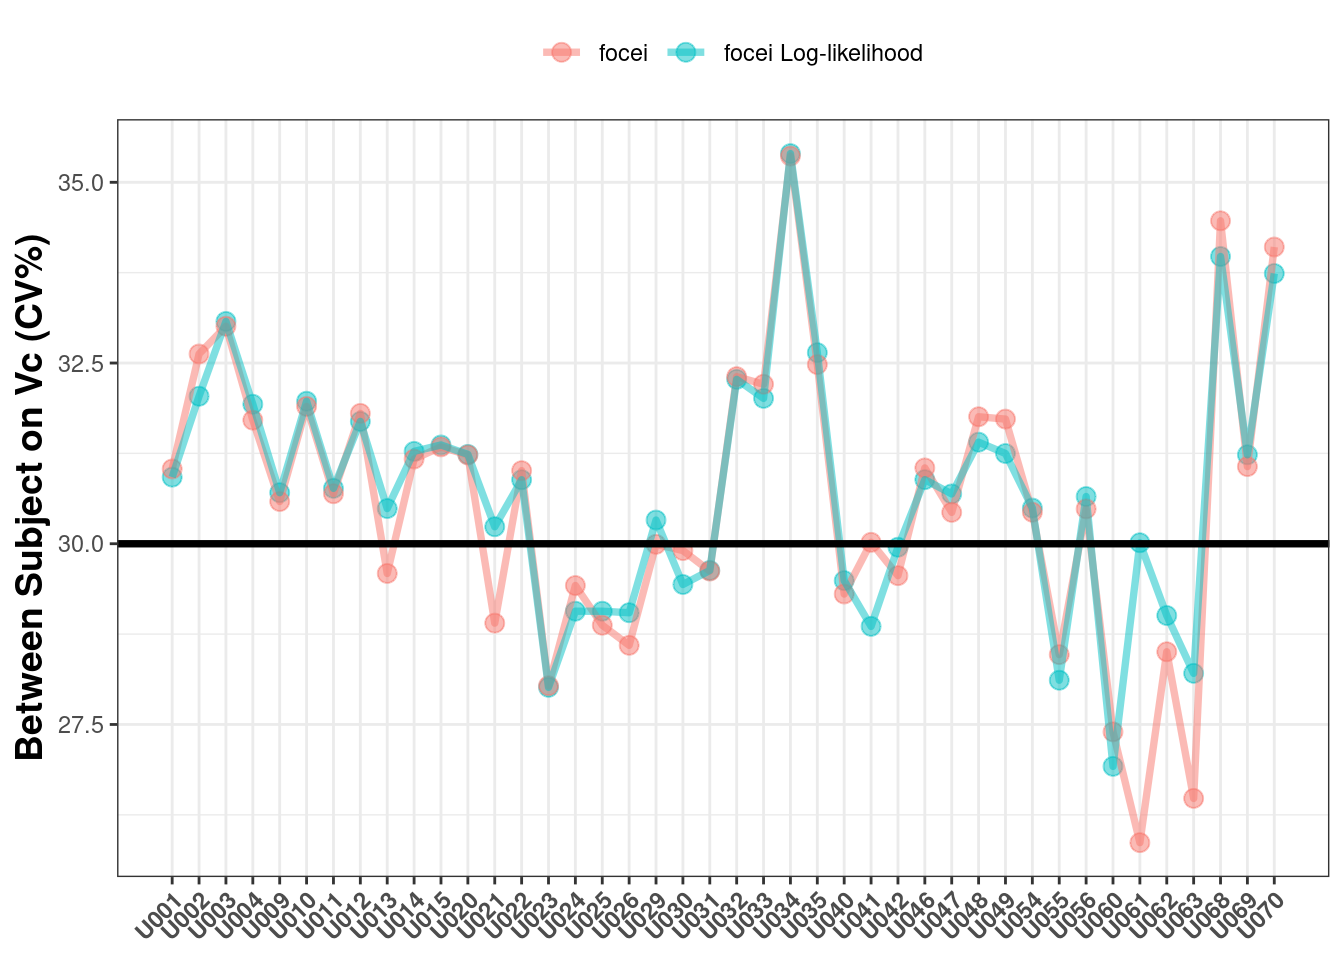 focei focei Log-likelihood
Between Subject on Vc (CV%)
35.0
32.5
30.0
27.5
U001 U002 U003 U004 U009 U010 U011 U012 U013 U014 U015 U020 U021 U022 U023 U024 U025 U026 U029 U030 U031 U032 U033 U034 U035 U040 U041 U042 U046 U047 U048 U049 U054 U055 U056 U060 U061 U062 U063 U068 U069 U070